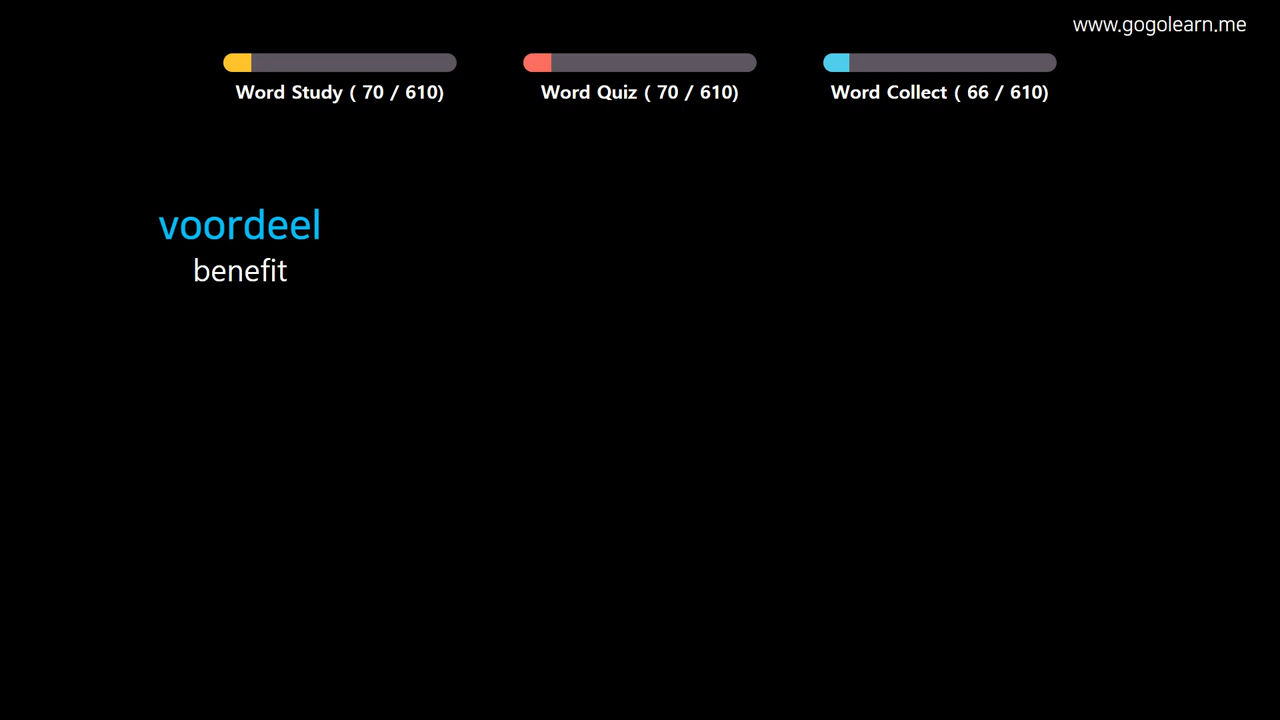 www.gogolearn.me
Word Study ( 70 / 610)
Word Quiz ( 70 / 610)
Word Collect ( 66 / 610)
voordeel
benefit